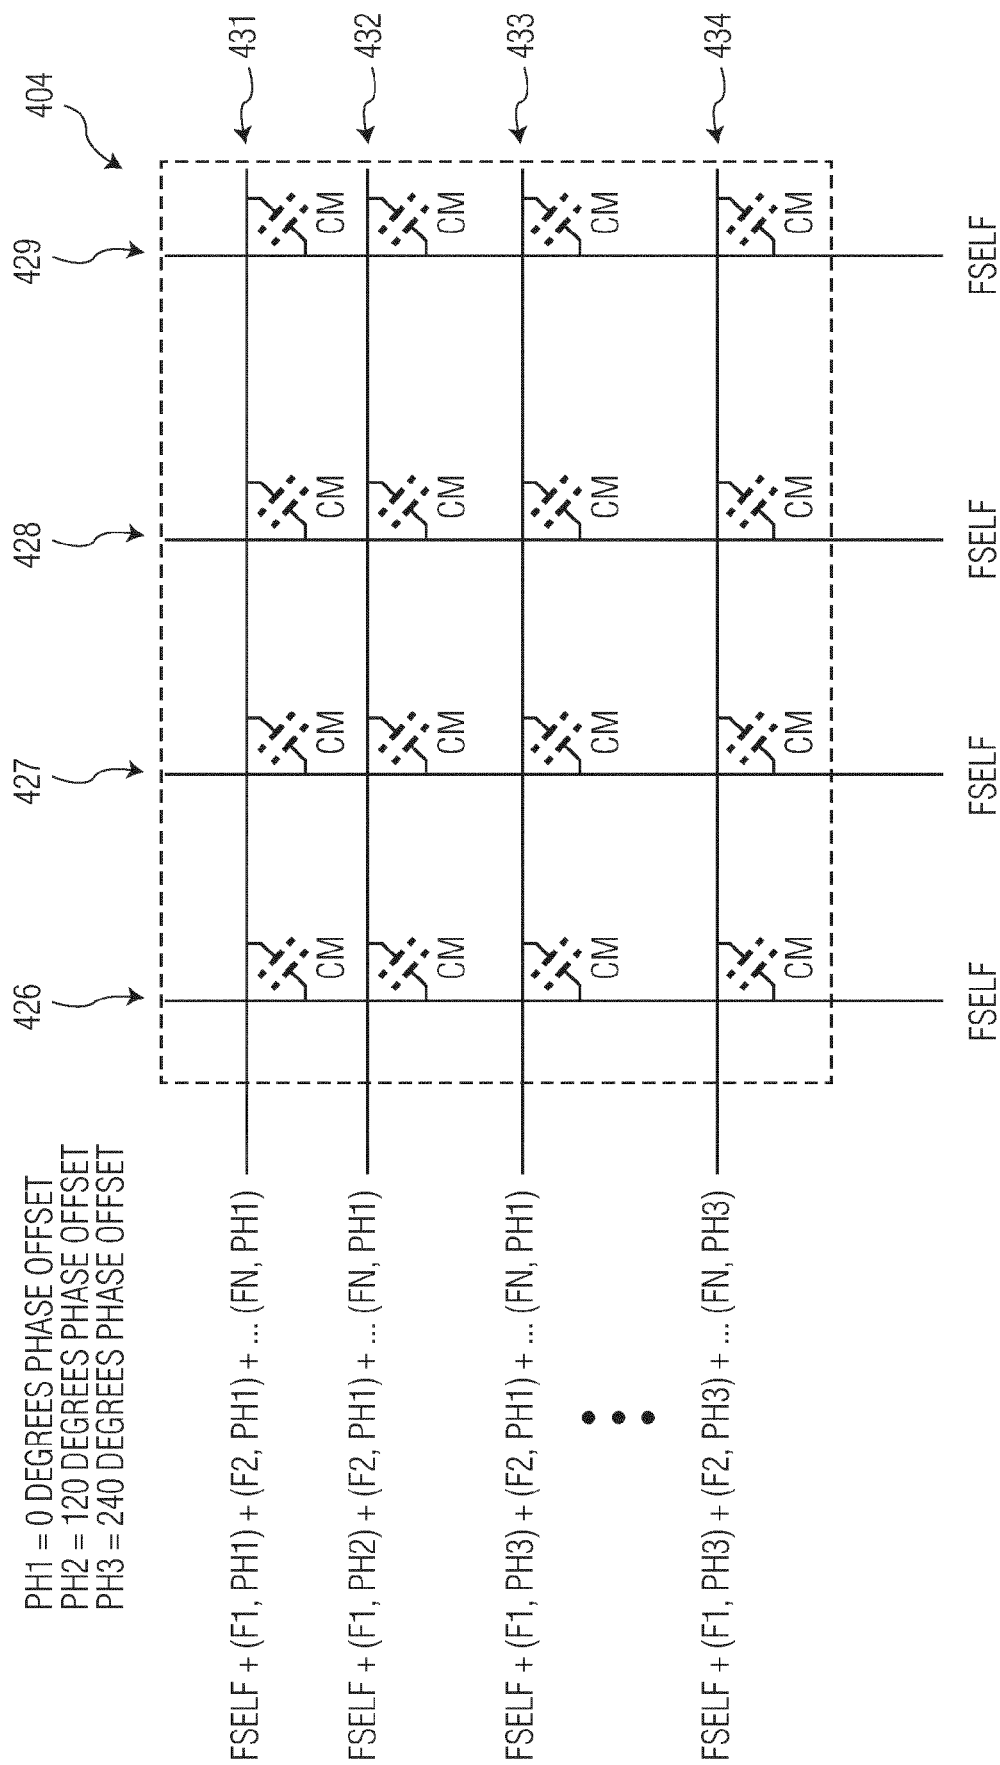 PH1 = 0 DEGREES PHASE OFFSET
PH2 = 120 DEGREES PHASE OFFSET
PH3 = 240 DEGREES PHASE OFFSET
426 427 428 429 404
FSELF + (F1, PH1) + (F2, PH1) + ... (FN, PH1) 431
CM CM CM CM
FSELF + (F1, PH2) + (F2, PH1) + ... (FN, PH1) 432
CM CM CM CM
FSELF + (F1, PH3) + (F2, PH1) + ... (FN, PH1) 433
CM CM CM CM
FSELF + (F1, PH3) + (F2, PH3) + ... (FN, PH3) 434
CM CM CM CM
FSELF FSELF FSELF FSELF